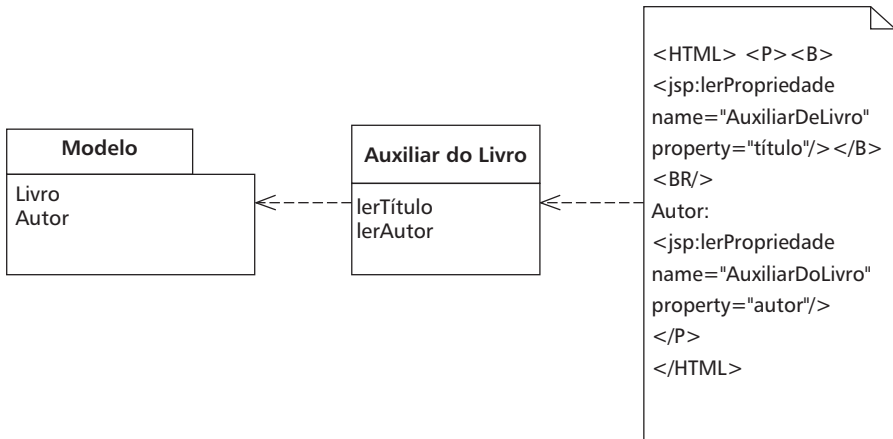 Modelo
Livro
Autor
Auxiliar do Livro
lerTítulo
lerAutor
<HTML> <P><B>
<jsp:lerPropriedade
name="AuxiliarDeLivro"
property="título"/></B>
<BR/>
Autor:
<jsp:lerPropriedade
name="AuxiliarDoLivro"
property="autor"/>
</P>
</HTML>